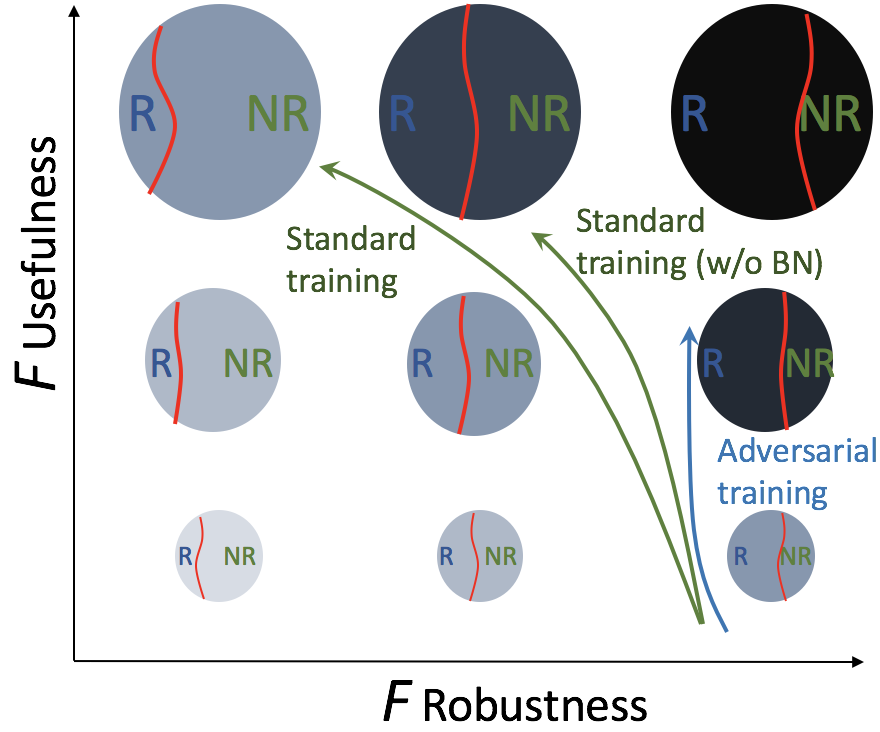 F Usefulness
R NR
R NR
R NR
Standard
training
Standard
training (w/o BN)
R NR
R NR
R NR
Adversarial
training
R NR
R NR
R NR
F Robustness